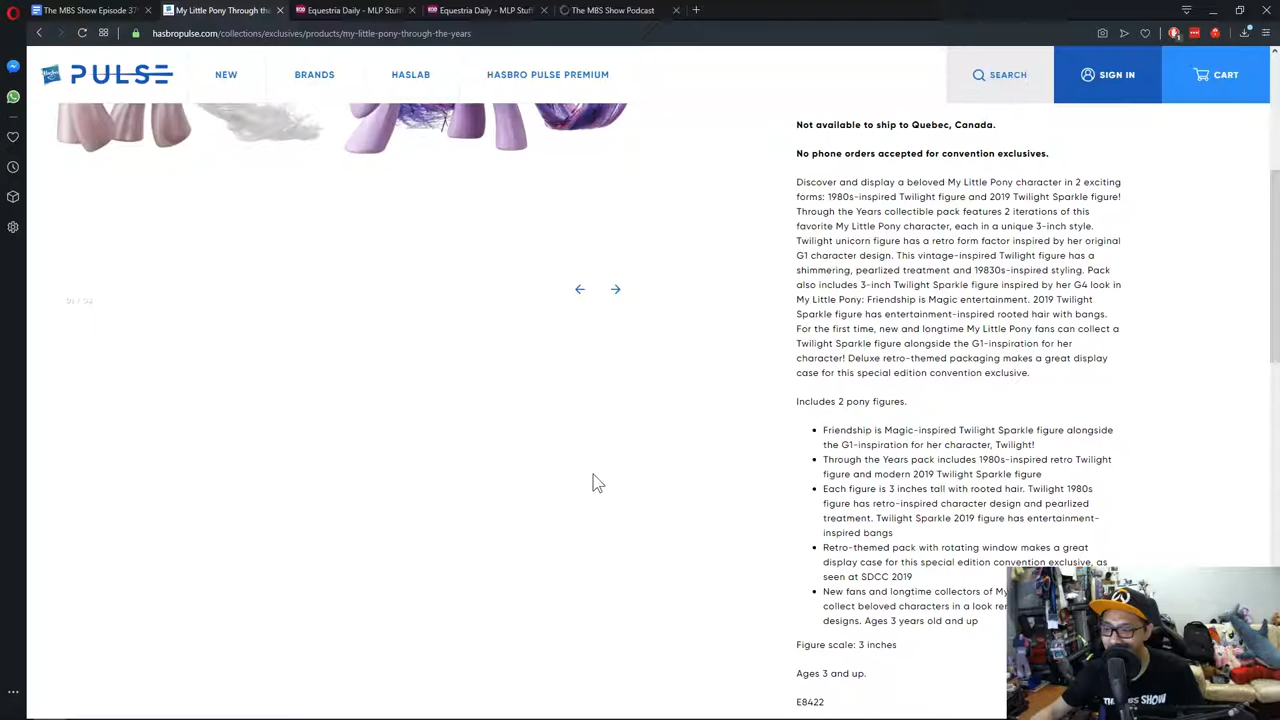 The MBS Show Episode 37
My Little Pony Through the
Equestria Daily - MLP Stuff
Equestria Daily - MLP Stuff
The MBS Show Podcast
hasbropulse.com/collections/exclusives/products/my-little-pony-through-the-years
Hasbro PULSE
NEW
BRANDS
HASLAB
HASBRO PULSE PREMIUM
SEARCH
SIGN IN
CART
Not available to ship to Quebec, Canada.
No phone orders accepted for convention exclusives.
Discover and display a beloved My Little Pony character in 2 exciting
forms: 1980s-inspired Twilight figure and 2019 Twilight Sparkle figure!
Through the Years collectible pack features 2 iterations of this
favorite My Little Pony character, each in a unique 3-inch style.
Twilight unicorn figure has a retro form factor inspired by her original
G1 character design. This vintage-inspired Twilight figure has a
shimmering, pearlized treatment and 19830s-inspired styling. Pack
also includes 3-inch Twilight Sparkle figure inspired by her G4 look in
My Little Pony: Friendship is Magic entertainment. 2019 Twilight
Sparkle figure has entertainment-inspired rooted hair with bangs.
For the first time, new and longtime My Little Pony fans can collect a
Twilight Sparkle figure alongside the G1-inspiration for her
character! Deluxe retro-themed packaging makes a great display
case for this special edition convention exclusive.
Includes 2 pony figures.
Friendship is Magic-inspired Twilight Sparkle figure alongside
the G1-inspiration for her character, Twilight!
Through the Years pack includes 1980s-inspired retro Twilight
figure and modern 2019 Twilight Sparkle figure
Each figure is 3 inches tall with rooted hair. Twilight 1980s
figure has retro-inspired character design and pearlized
treatment. Twilight Sparkle 2019 figure has entertainment-
inspired bangs
Retro-themed pack with rotating window makes a great
display case for this special edition convention exclusive, as
seen at SDCC 2019
New fans and longtime collectors of My
collect beloved characters in a look
designs. Ages 3 years old and up
Figure scale: 3 inches
Ages 3 and up.
E8422
THE MBS SHOW